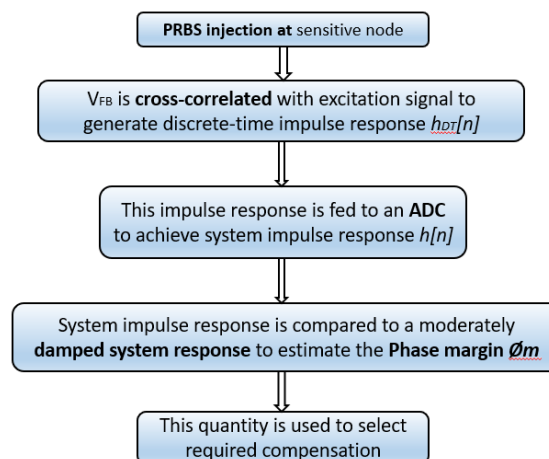 PRBS injection at sensitive node
VFB is cross-correlated with excitation signal to
generate discrete-time impulse response hDT[n]
This impulse response is fed to an ADC
to achieve system impulse response h[n]
System impulse response is compared to a moderately
damped system response to estimate the Phase margin Øm
This quantity is used to select
required compensation